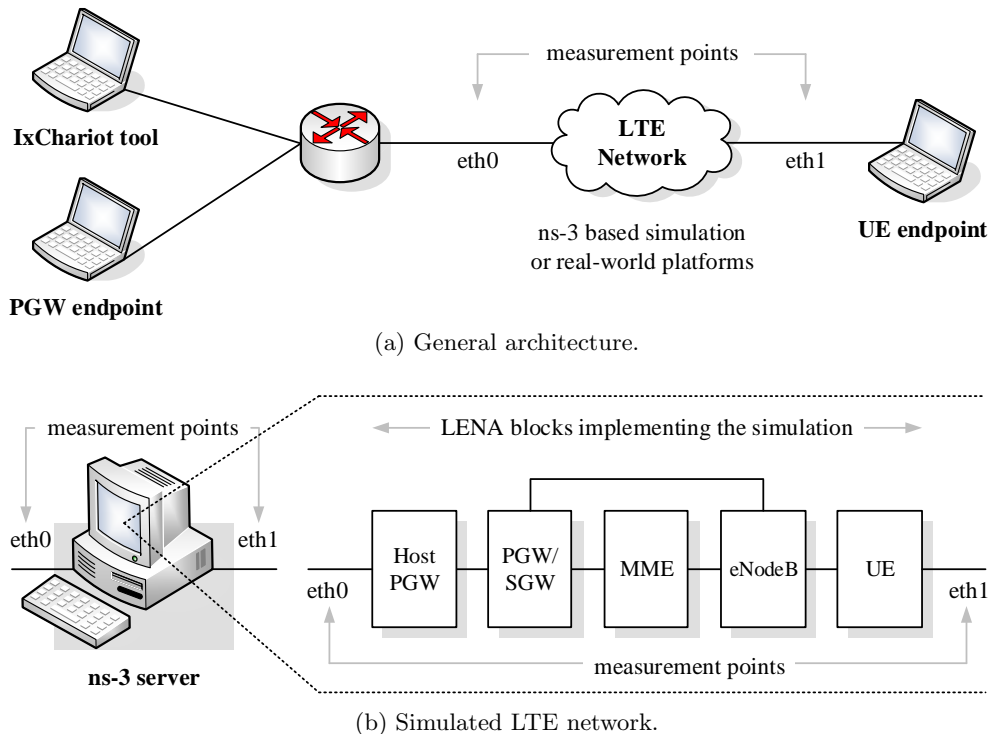 measurement points
IxChariot tool
eth0
LTE
Network
eth1
UE endpoint
ns-3 based simulation
or real-world platforms
PGW endpoint
(a) General architecture.
measurement points
LENA blocks implementing the simulation
eth0
eth1
Host
PGW
PGW/
SGW
MME
eNodeB
UE
eth0
eth1
measurement points
ns-3 server
(b) Simulated LTE network.